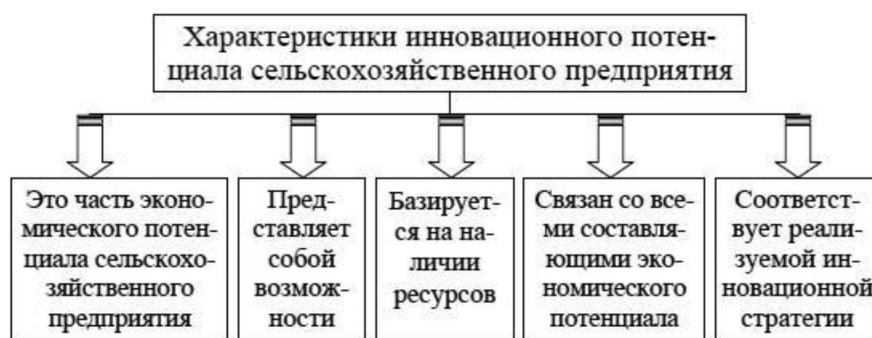 Характеристики инновационного потен-
циала сельскохозяйственного предприятия
Это часть эконо-
мического потен-
циала сельскохо-
зяйственного
предприятия
Пред-
ставляет
собой
возможн-
ности
Базирует-
ся на на-
личии
ресурсов
Связан со все-
ми составля-
ющими эко-
номического
потенциала
Соответст-
вует реали-
зуемой ин-
новационной
стратегии